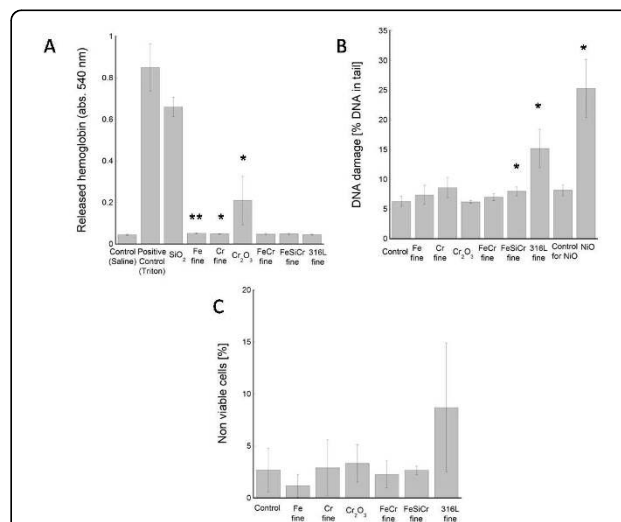 A
Released hemoglobin (abs. 540 nm)
1
0.8
0.6
0.4
0.2
0
** * *
Control (Saline) Positive Control (Triton) SiO₂ Fe fine Cr fine Cr₂O₃ FeCr fine FeSiCr fine 316L fine
B
DNA damage [% DNA in tail]
35
30
25
20
15
10
5
0
* * *
Control Fe fine Cr fine Cr₂O₃ FeCr fine FeSiCr fine 316L fine Control for NiO NiO
C
Non viable cells [%]
20
15
10
5
0
Control Fe fine Cr fine Cr₂O₃ FeCr fine FeSiCr fine 316L fine